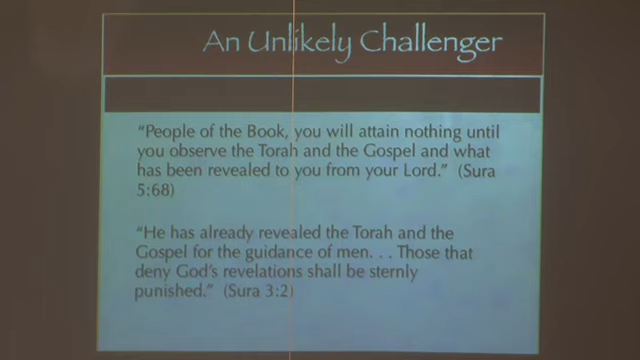 An Unlikely Challenger
“People of the Book, you will attain nothing until
you observe the Torah and the Gospel and what
has been revealed to you from your Lord.” (Sura
5:68)
“He has already revealed the Torah and the
Gospel for the guidance of men. . . Those that
deny God’s revelations shall be sternly
punished.” (Sura 3:2)